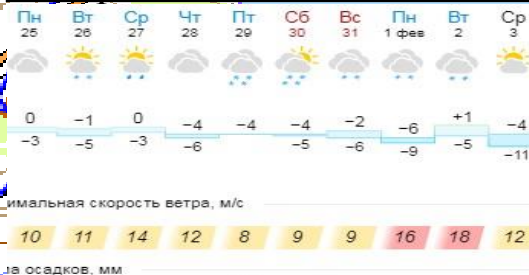 Пн Вт Ср Чт Пт Сб Вс Пн Вт Ср
25 26 27 28 29 30 31 1 фев 2 3
0 −1 0 −4 −4 −4 −2 −6 +1 −4
−3 −5 −3 −6 −5 −6 −9 −5 −11
имальная скорость ветра, м/с
10 11 14 12 8 9 9 16 18 12
а осадков, мм